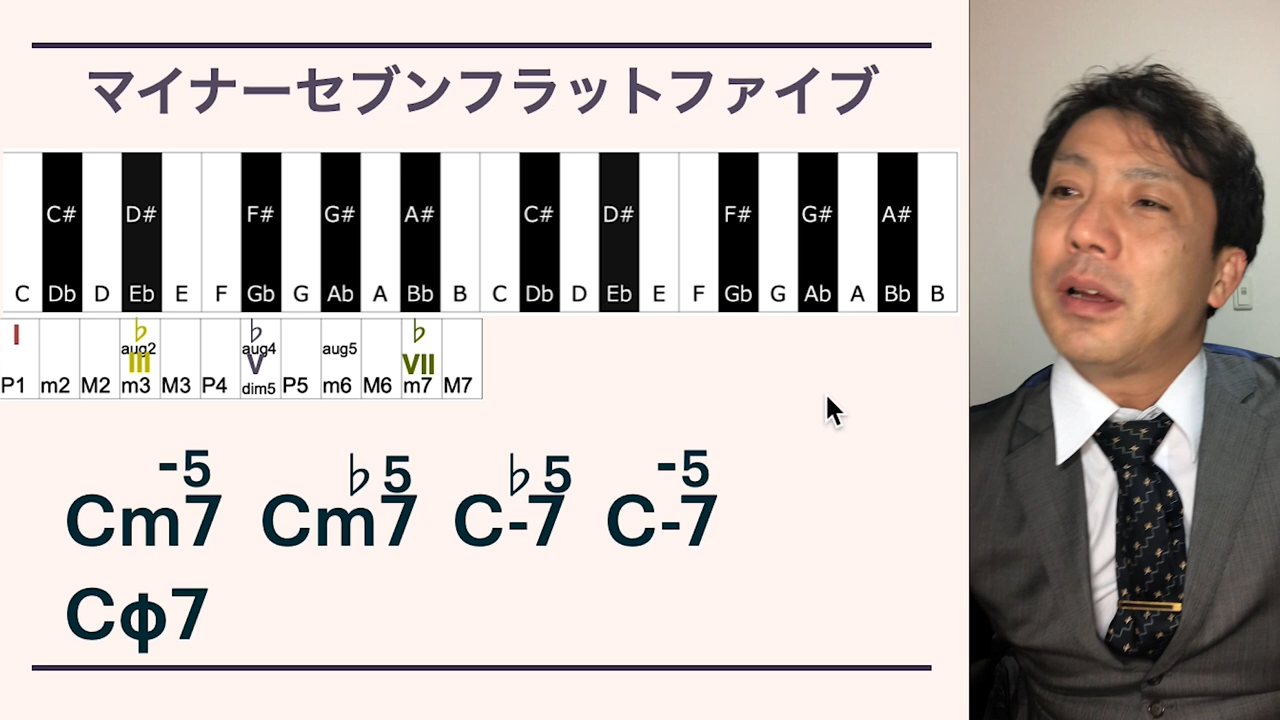 マイナーセブンフラットファイブ
C# D# F# G# A# C# D# F# G# A#
C Db D Eb E F Gb G Ab A Bb B C Db D Eb E F Gb G Ab A Bb B
I ♭ ♭ ♭
aug2 aug4 aug5
III V VII
P1 m2 M2 m3 M3 P4 dim5 P5 m6 M6 m7 M7
-5 ♭5 ♭5 -5
Cm7 Cm7 C-7 C-7
Cφ7